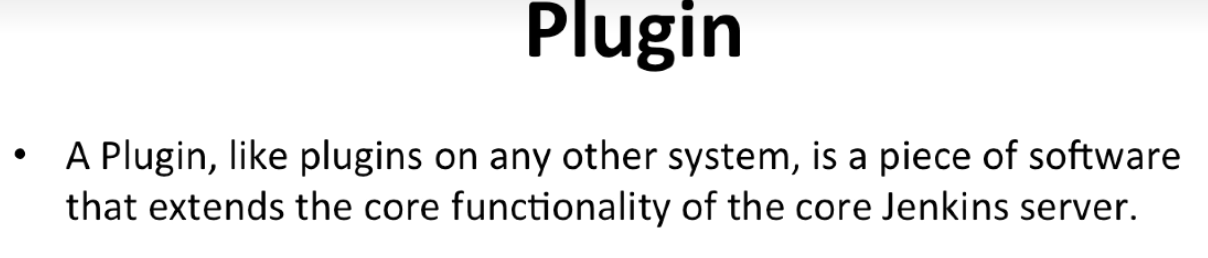 Plugin
• A Plugin, like plugins on any other system, is a piece of software
that extends the core functionality of the core Jenkins server.